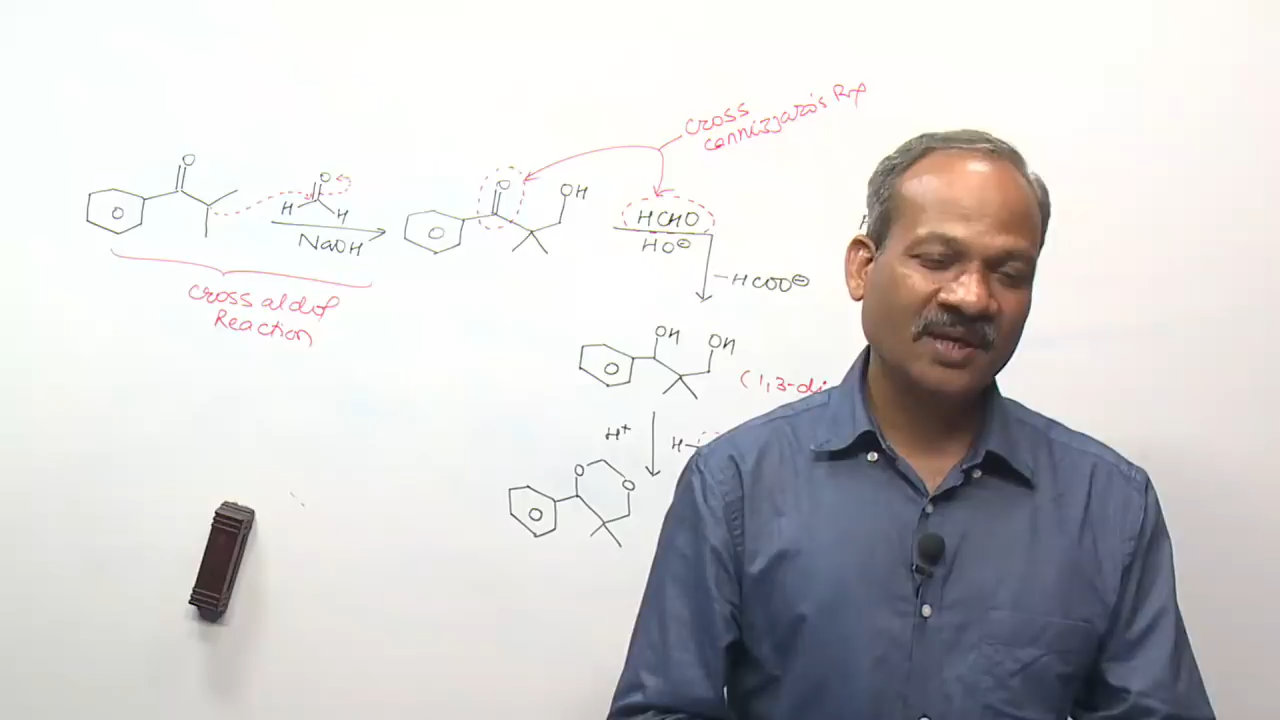 cross
cannizzaro's Rxn
O
O
H H
NaOH
O
OH
HCHO
HO⊖
-HCOO⊖
cross aldol
Reaction
OH
OH
(1,3-di
H+
H-
O
O